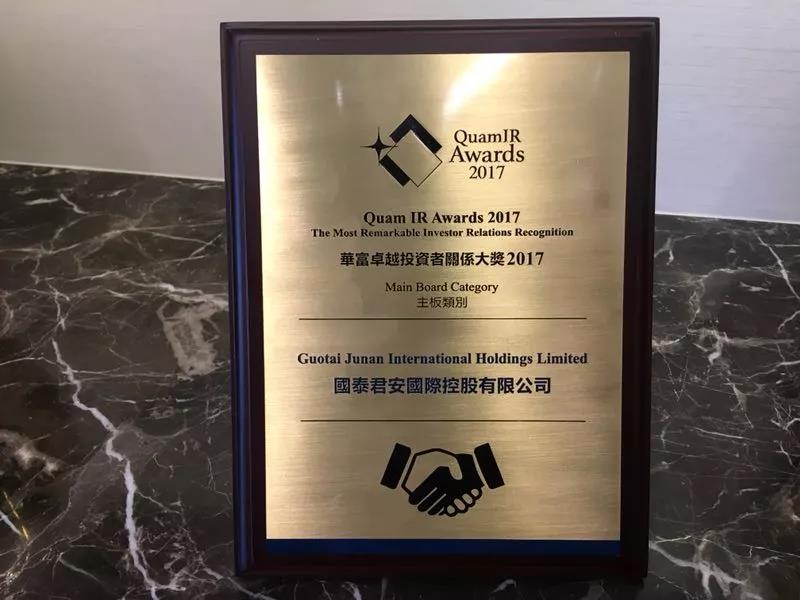 QuamIR
Awards
2017
Quam IR Awards 2017
The Most Remarkable Investor Relations Recognition
華富卓越投資者關係大獎2017
Main Board Category
主板類別
Guotai Junan International Holdings Limited
國泰君安國際控股有限公司